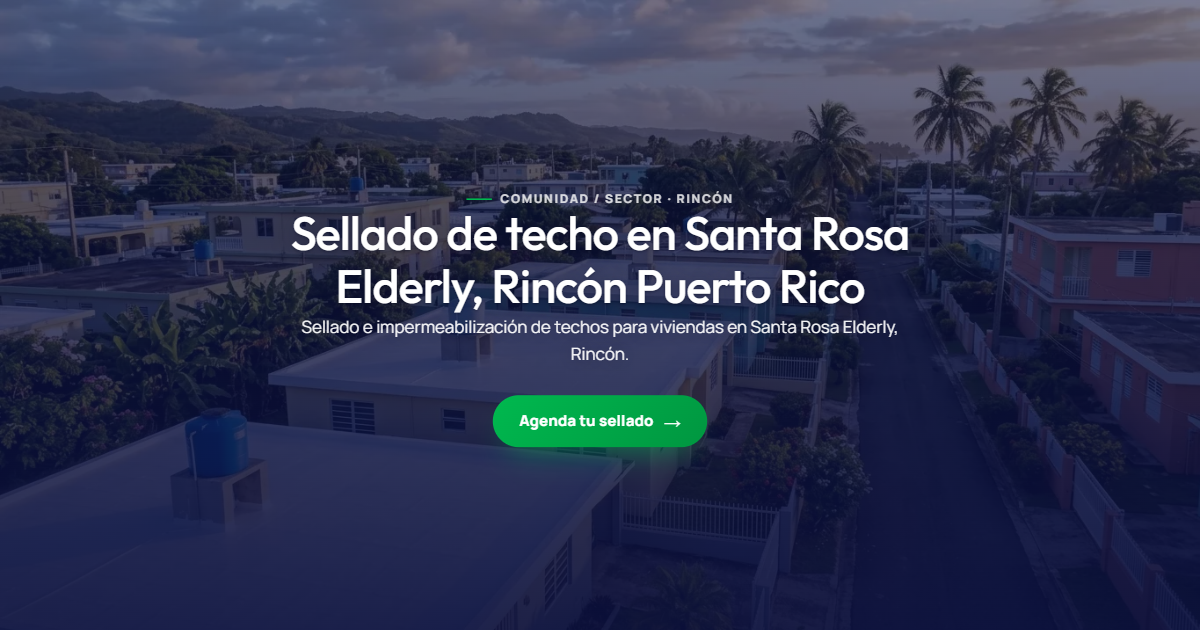 COMUNIDAD / SECTOR · RINCÓN
Sellado de techo en Santa Rosa
Elderly, Rincón Puerto Rico
Sellado e impermeabilización de techos para viviendas en Santa Rosa Elderly,
Rincón.
Agenda tu sellado →